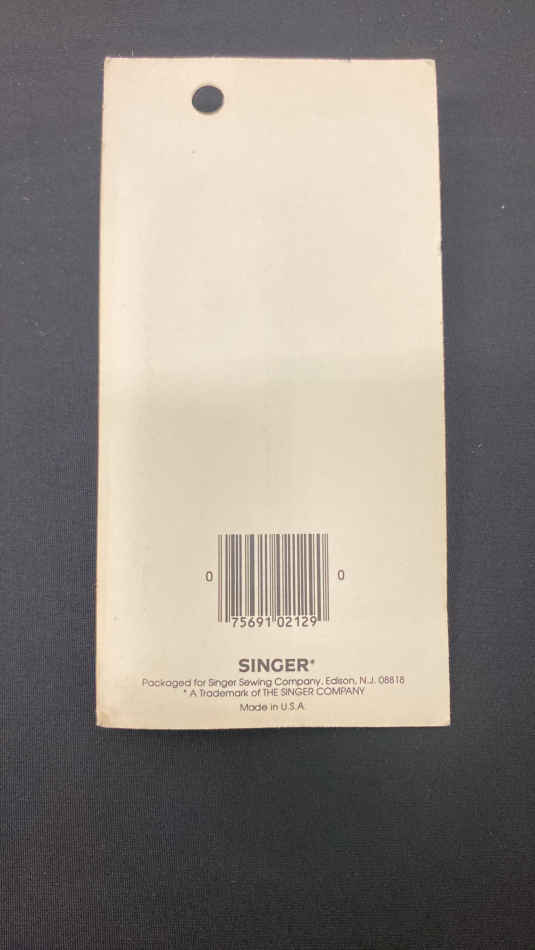 0 75691 02129 0
SINGER*
Packaged for Singer Sewing Company, Edison, N.J. 08818
* A Trademark of THE SINGER COMPANY
Made in U.S.A.